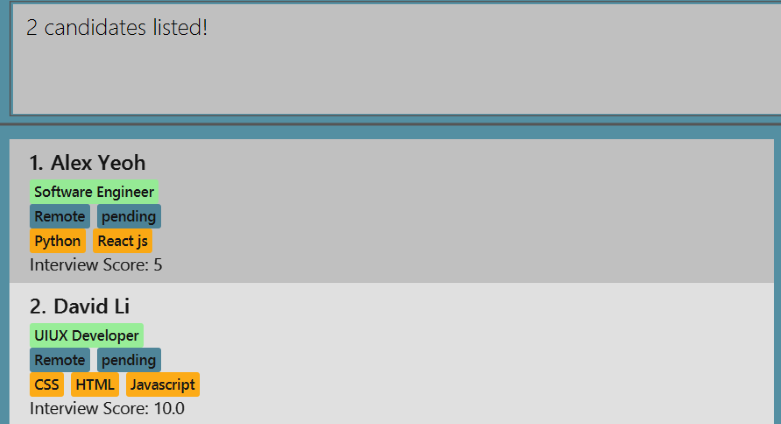 2 candidates listed!
1. Alex Yeoh
Software Engineer
Remote pending
Python React js
Interview Score: 5
2. David Li
UIUX Developer
Remote pending
CSS HTML Javascript
Interview Score: 10.0